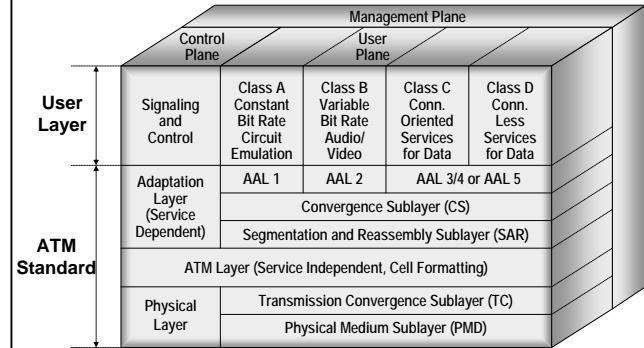 Management Plane
Control
Plane
User
Plane
User
Layer
Signaling
and
Control
Class A
Constant
Bit Rate
Circuit
Emulation
Class B
Variable
Bit Rate
Audio/
Video
Class C
Conn.
Oriented
Services
for Data
Class D
Conn.
Less
Services
for Data
ATM
Standard
Adaptation
Layer
(Service
Dependent)
AAL 1
AAL 2
AAL 3/4 or AAL 5
Convergence Sublayer (CS)
Segmentation and Reassembly Sublayer (SAR)
ATM Layer (Service Independent, Cell Formatting)
Physical
Layer
Transmission Convergence Sublayer (TC)
Physical Medium Sublayer (PMD)